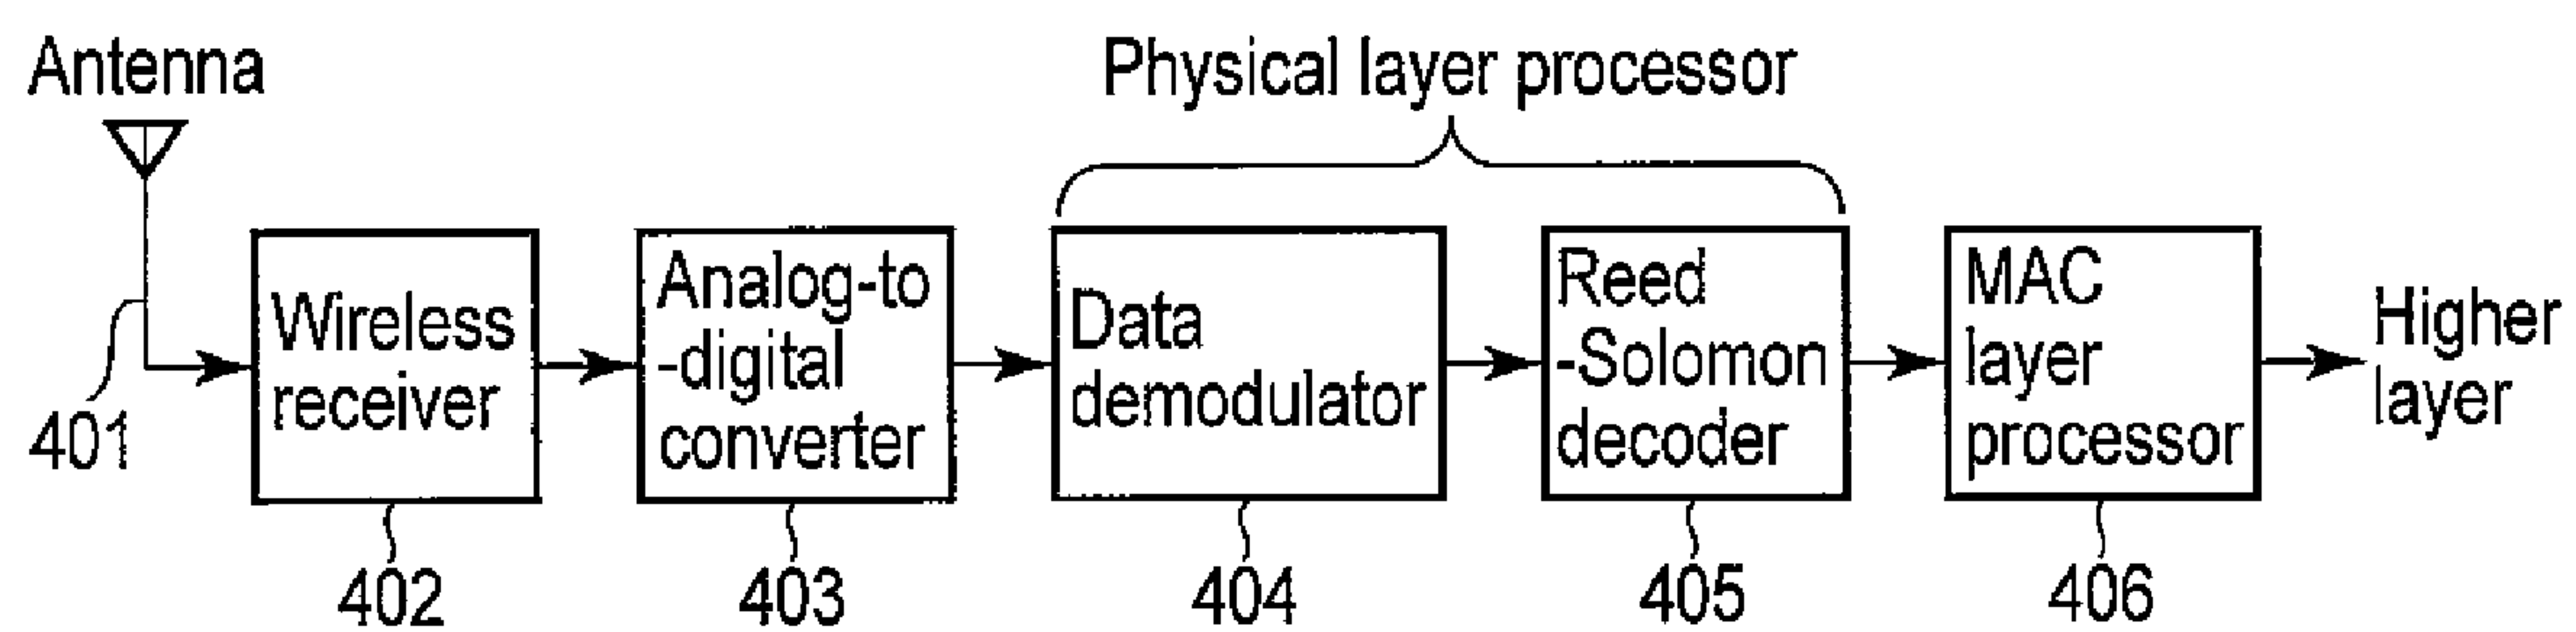 Antenna
Physical layer processor
401
Wireless
receiver
402
Analog-to
-digital
converter
403
Data
demodulator
404
Reed
-Solomon
decoder
405
MAC
layer
processor
406
Higher
layer